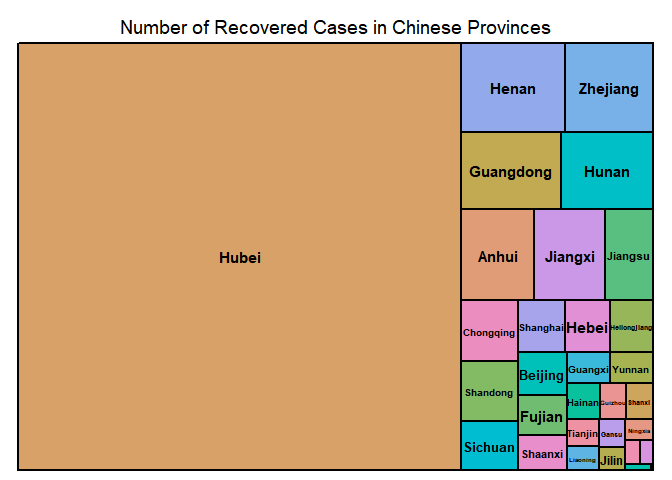 Number of Recovered Cases in Chinese Provinces
Henan
Zhejiang
Guangdong
Hunan
Hubei
Anhui
Jiangxi
Jiangsu
Chongqing
Shanghai
Hebei
Heilongjiang
Shandong
Beijing
Guangxi
Yunnan
Fujian
Hainan
Guizhou
Shanxi
Sichuan
Shaanxi
Tianjin
Gansu
Ningxia
Liaoning
Jilin